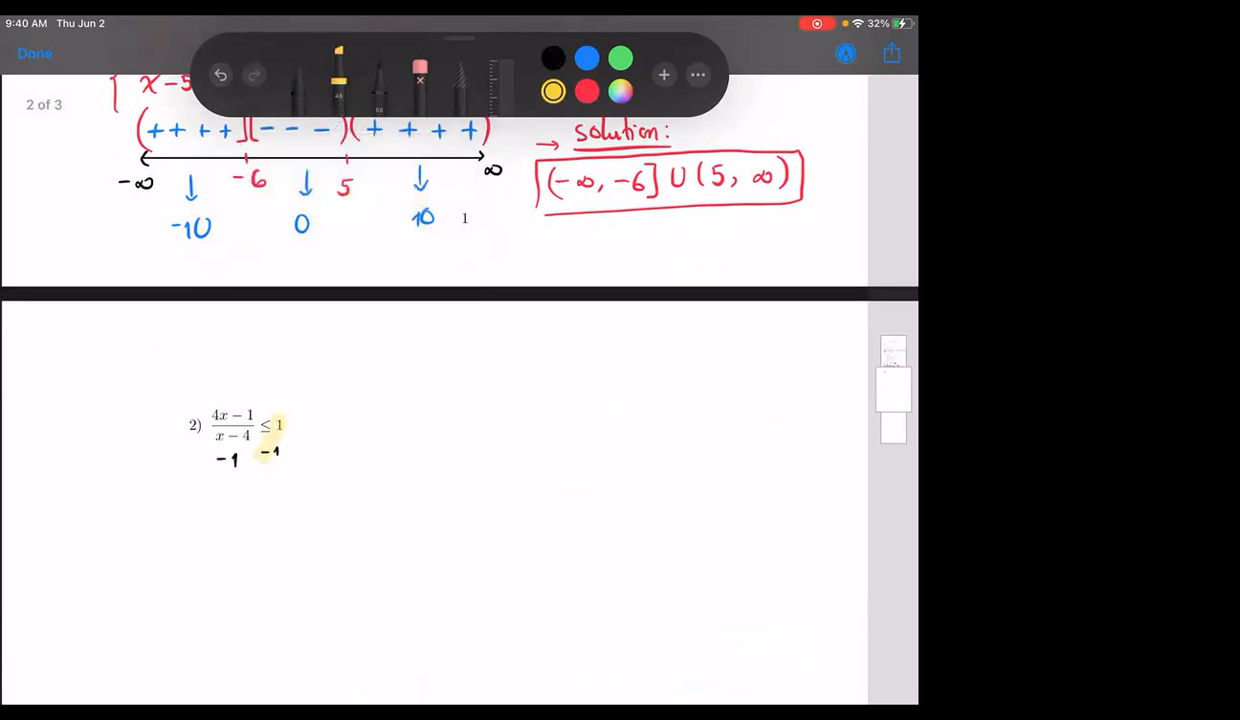 9:40 AM Thu Jun 2
32%
Done
2 of 3
x - 5
(++++][---)(++++)
-∞ -6 5 ∞
-10 0 10
→ solution:
(-∞, -6] ∪ (5, ∞)
1
2) (4x − 1)/(x − 4) ≤ 1
-1 -1